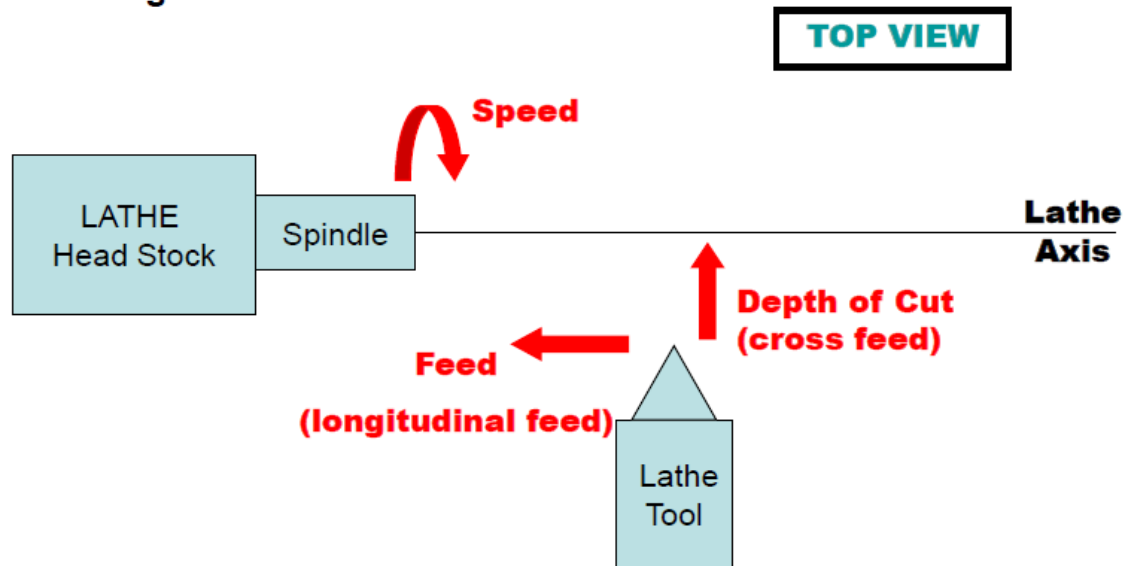 TOP VIEW
Speed
LATHE
Head Stock
Spindle
Lathe
Axis
Depth of Cut
(cross feed)
Feed
(longitudinal feed)
Lathe
Tool